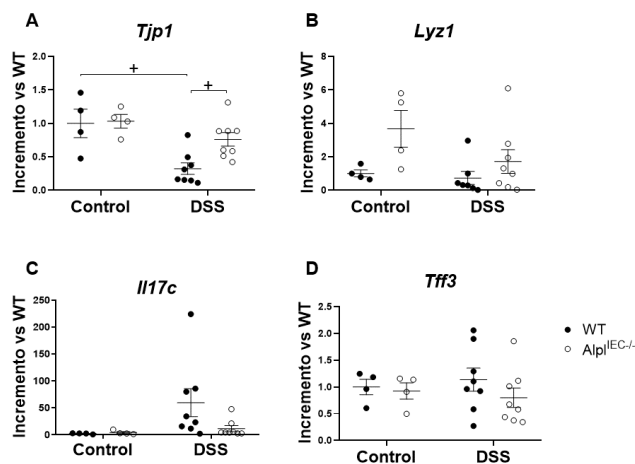 A
Tjp1
Incremento vs WT
2.0
1.5
1.0
0.5
0.0
+
+
Control
DSS
B
Lyz1
Incremento vs WT
8
6
4
2
0
Control
DSS
C
Il17c
Incremento vs WT
250
200
150
100
50
0
Control
DSS
D
Tff3
Incremento vs WT
2.5
2.0
1.5
1.0
0.5
0.0
Control
DSS
WT
Alpl^IEC-/-